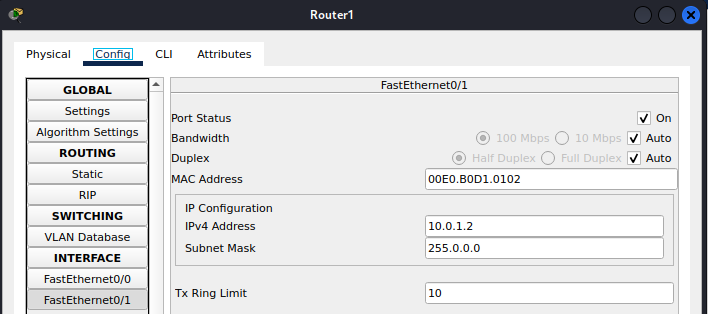 Router1
Physical Config CLI Attributes
GLOBAL
Settings
Algorithm Settings
ROUTING
Static
RIP
SWITCHING
VLAN Database
INTERFACE
FastEthernet0/0
FastEthernet0/1
FastEthernet0/1
Port Status On
Bandwidth 100 Mbps 10 Mbps Auto
Duplex Half Duplex Full Duplex Auto
MAC Address 00E0.B0D1.0102
IP Configuration
IPv4 Address 10.0.1.2
Subnet Mask 255.0.0.0
Tx Ring Limit 10